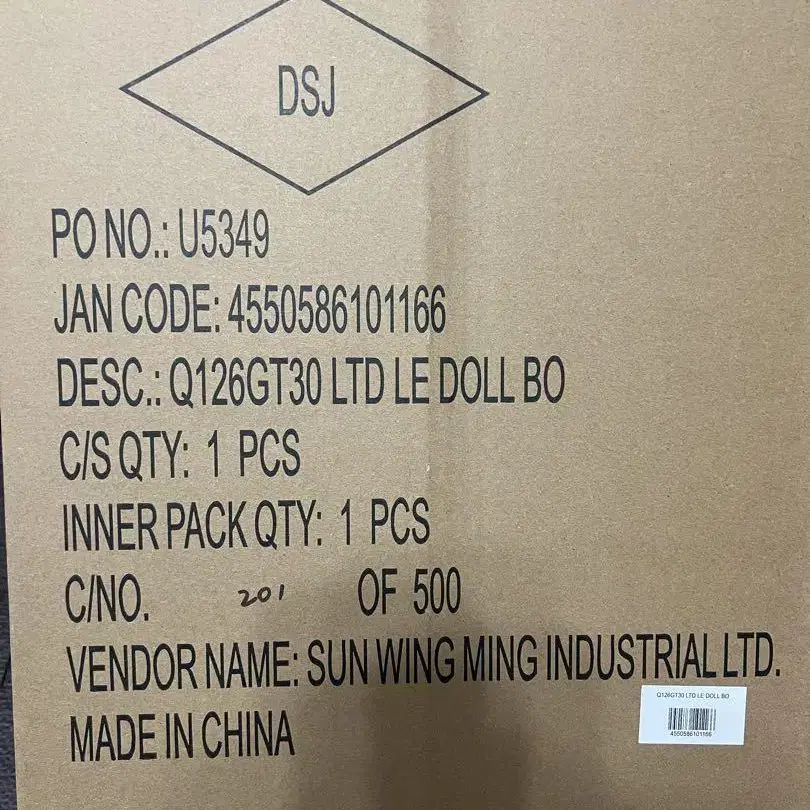 DSJ
PO NO.: U5349
JAN CODE: 4550586101166
DESC.: Q126GT30 LTD LE DOLL BO
C/S QTY: 1 PCS
INNER PACK QTY: 1 PCS
C/NO. 201 OF 500
VENDOR NAME: SUN WING MING INDUSTRIAL LTD.
MADE IN CHINA
Q126GT30 LTD LE DOLL BO
4550586101166